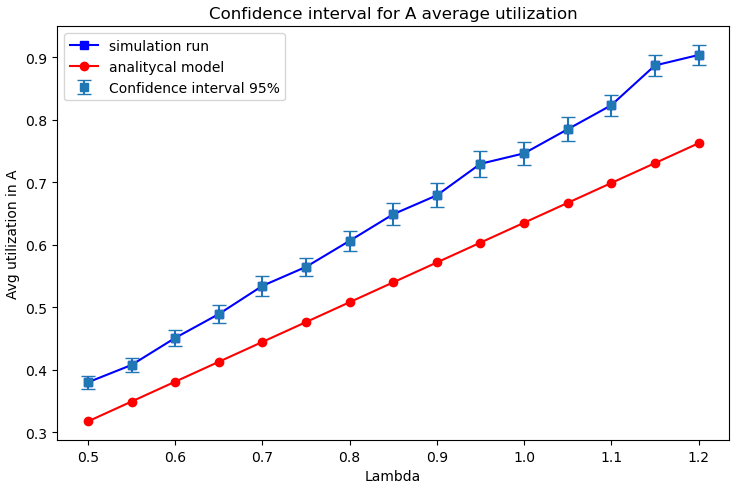 Confidence interval for A average utilization
simulation run
analitycal model
Confidence interval 95%
Avg utilization in A
0.9
0.8
0.7
0.6
0.5
0.4
0.3
0.5 0.6 0.7 0.8 0.9 1.0 1.1 1.2
Lambda